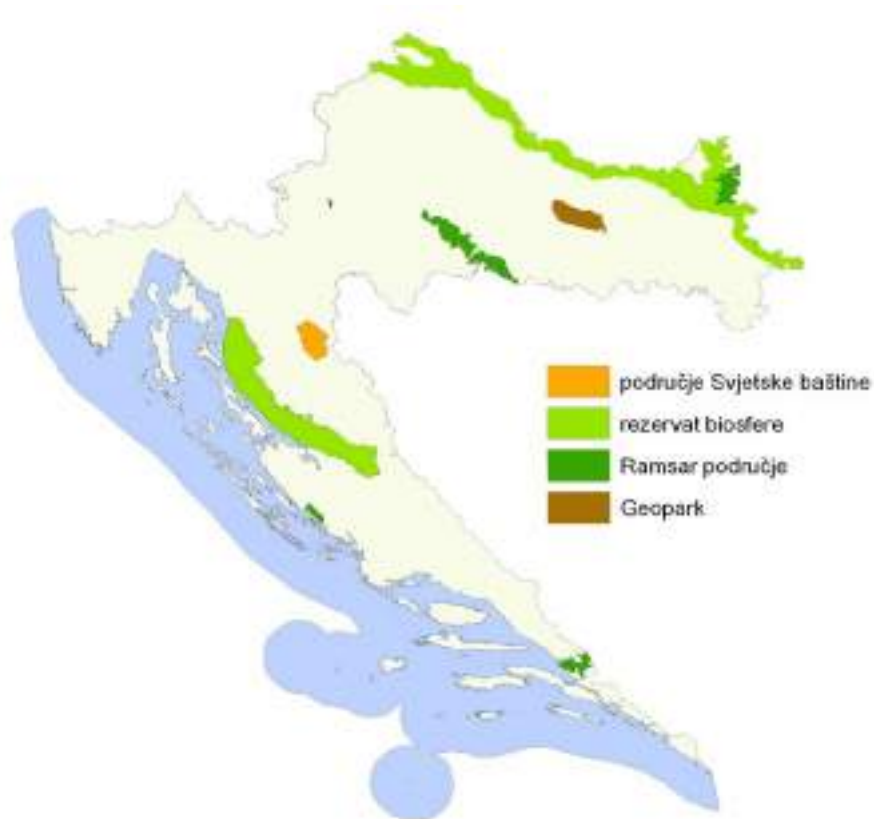 područje Svjetske baštine
rezervat biosfere
Ramsar područje
Geopark